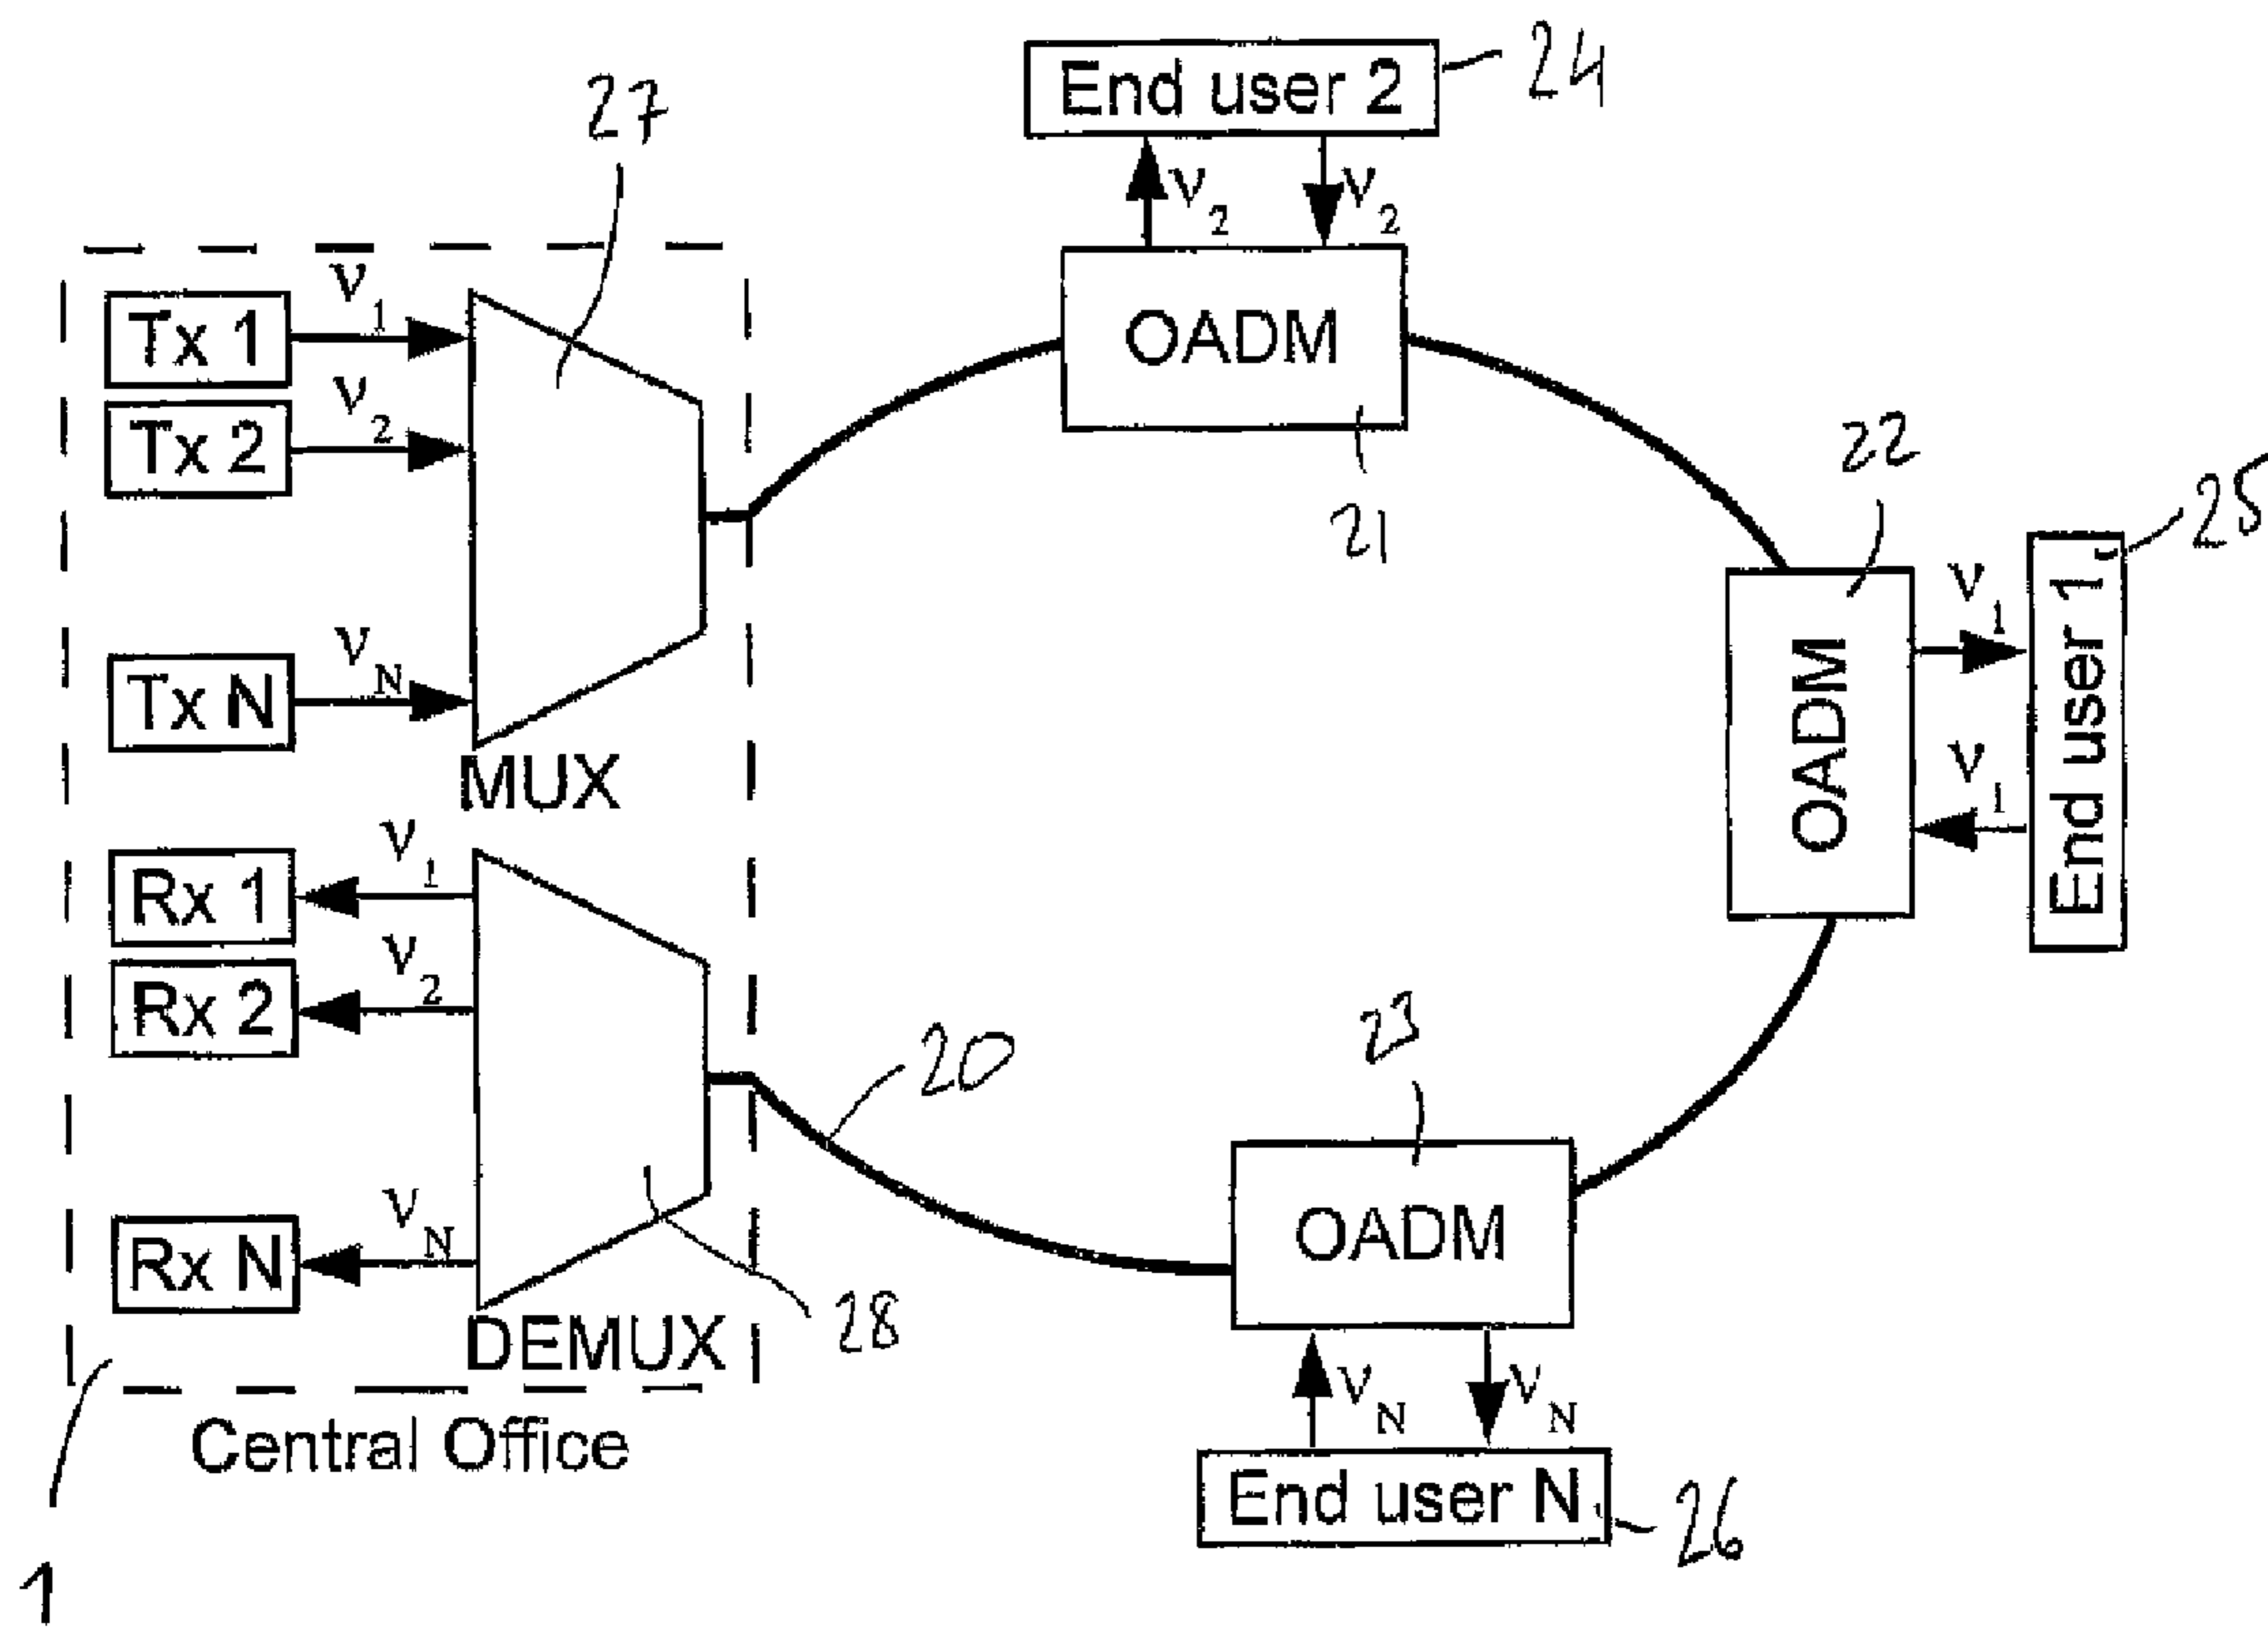 27
End user 2
24
ν2
ν2
Tx 1
ν1
OADM
Tx 2
ν2
21
22
25
Tx N
νN
MUX
OADM
ν1
ν1
End user 1
Rx 1
ν1
Rx 2
ν2
20
23
Rx N
νN
28
OADM
DEMUX
νN
νN
Central Office
End user N
26
1